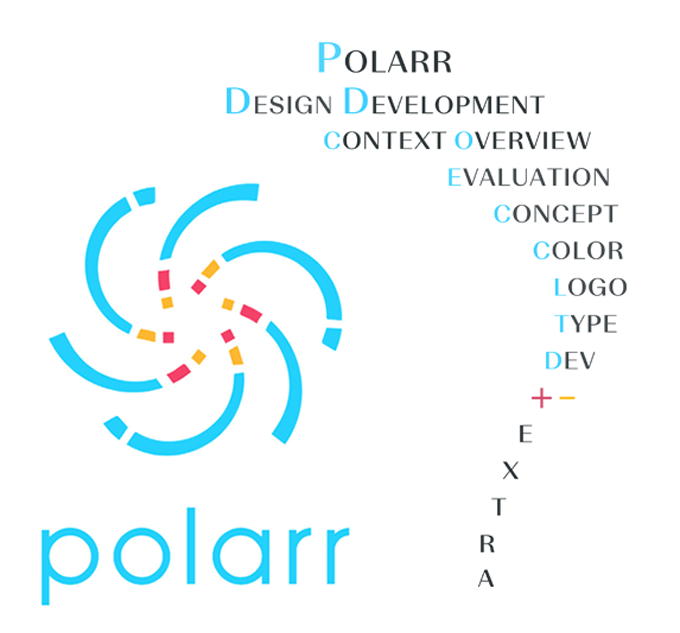 POLARR
DESIGN DEVELOPMENT
CONTEXT OVERVIEW
EVALUATION
CONCEPT
COLOR
LOGO
TYPE
DEV
+ −
E
X
T
R
A
polarr